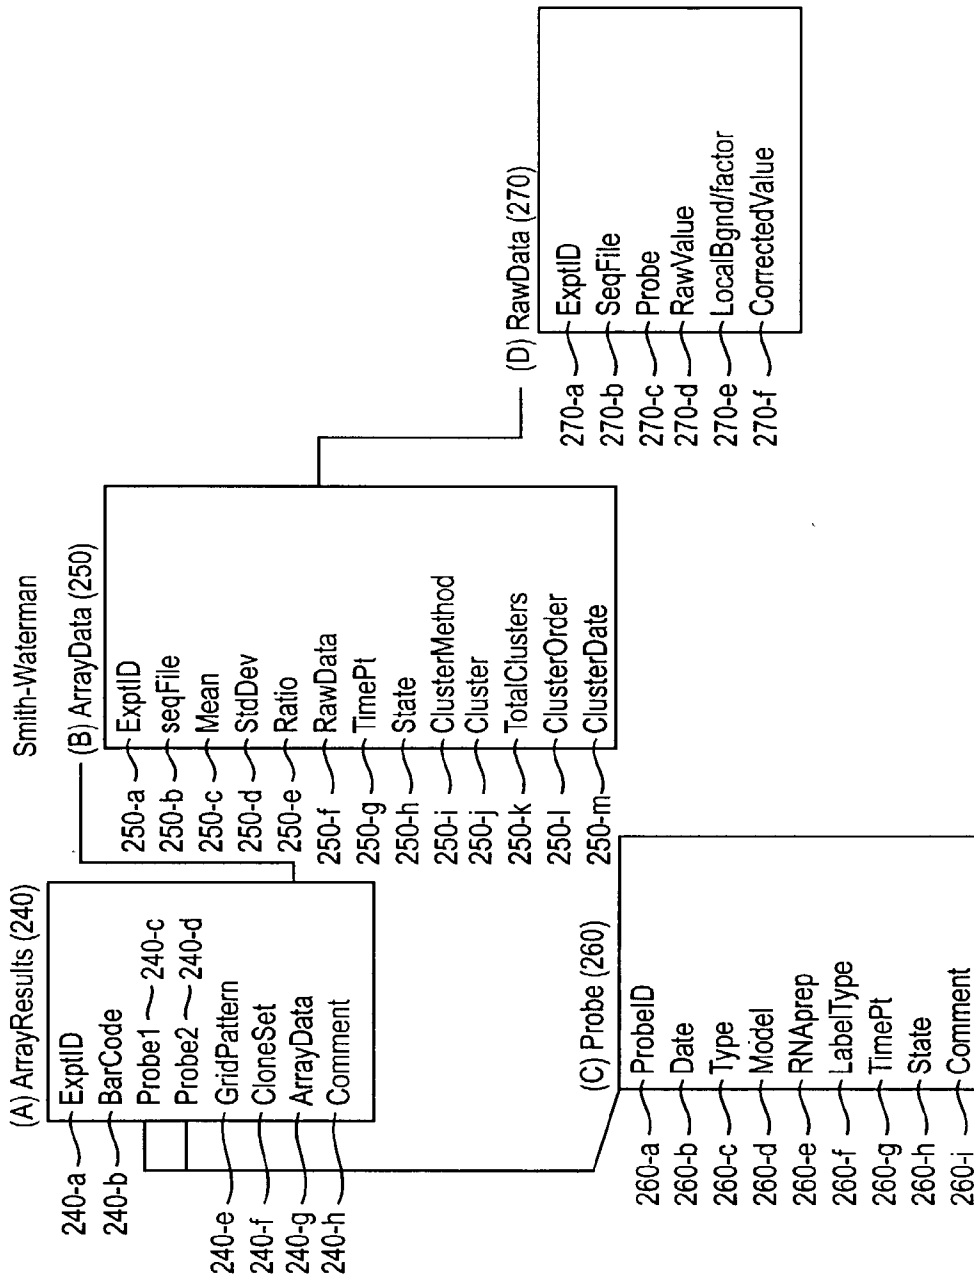 (A) ArrayResults (240)
240-a ExptID
240-b BarCode
Probe1 240-c
Probe2 240-d
240-e GridPattern
240-f CloneSet
240-g ArrayData
240-h Comment
Smith-Waterman
(B) ArrayData (250)
250-a ExptID
250-b seqFile
250-c Mean
250-d StdDev
250-e Ratio
250-f RawData
250-g TimePt
250-h State
250-i ClusterMethod
250-j Cluster
250-k TotalClusters
250-l ClusterOrder
250-m ClusterDate
(C) Probe (260)
260-a ProbeID
260-b Date
260-c Type
260-d Model
260-e RNAprep
260-f LabelType
260-g TimePt
260-h State
260-i Comment
(D) RawData (270)
270-a ExptID
270-b SeqFile
270-c Probe
270-d RawValue
270-e LocalBgnd/factor
270-f CorrectedValue